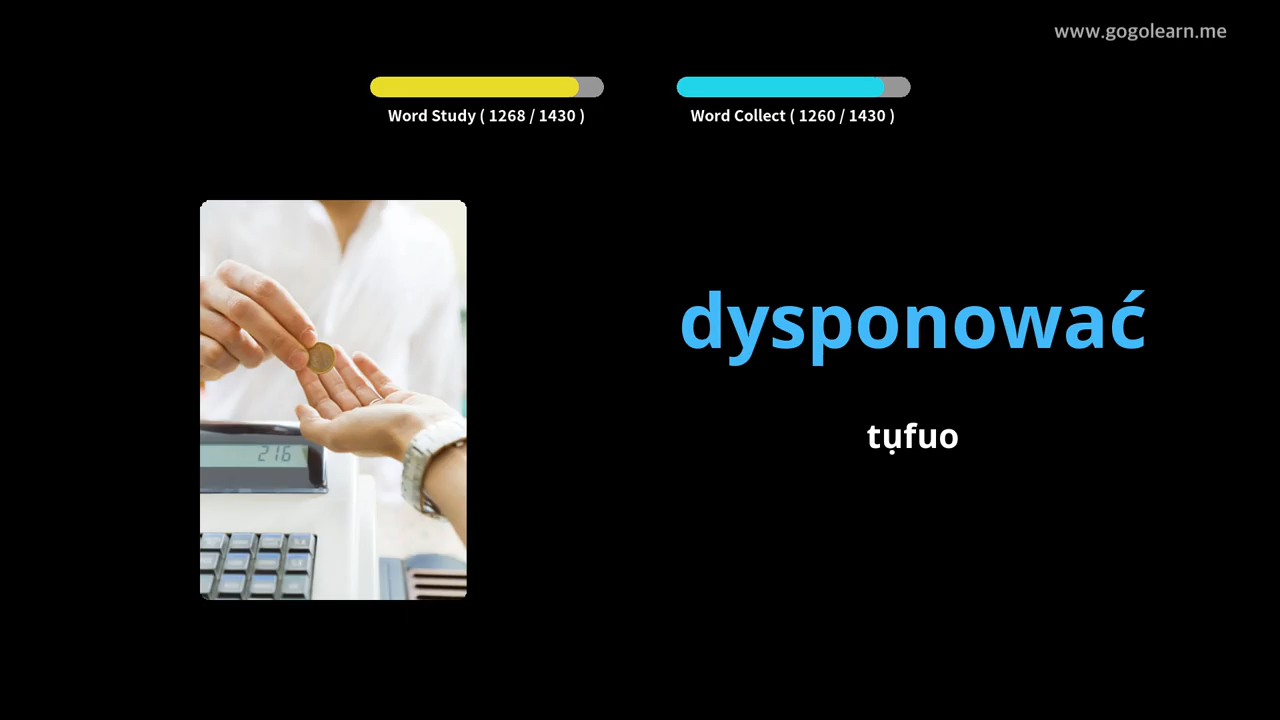 www.gogolearn.me
Word Study ( 1268 / 1430 )
Word Collect ( 1260 / 1430 )
dysponować
tụfuo
216